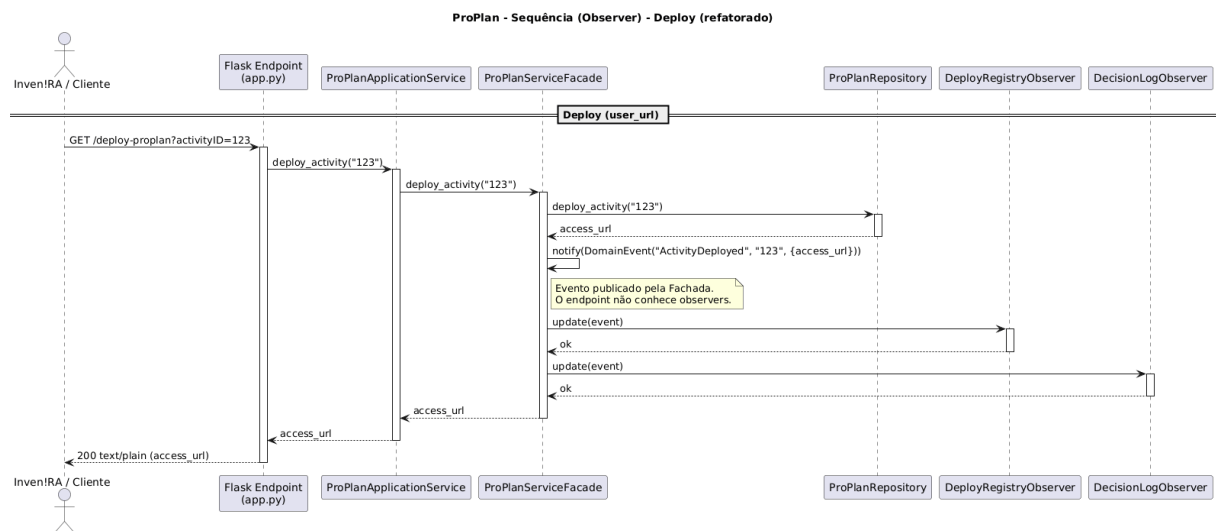 ProPlan - Sequência (Observer) - Deploy (refatorado)
Inven!RA / Cliente
Flask Endpoint
(app.py)
ProPlanApplicationService
ProPlanServiceFacade
ProPlanRepository
DeployRegistryObserver
DecisionLogObserver
Deploy (user_url)
GET /deploy-proplan?activityID=123
deploy_activity("123")
deploy_activity("123")
deploy_activity("123")
access_url
notify(DomainEvent("ActivityDeployed", "123", {access_url}))
Evento publicado pela Fachada.
O endpoint não conhece observers.
update(event)
ok
update(event)
ok
access_url
access_url
200 text/plain (access_url)
Inven!RA / Cliente
Flask Endpoint
(app.py)
ProPlanApplicationService
ProPlanServiceFacade
ProPlanRepository
DeployRegistryObserver
DecisionLogObserver